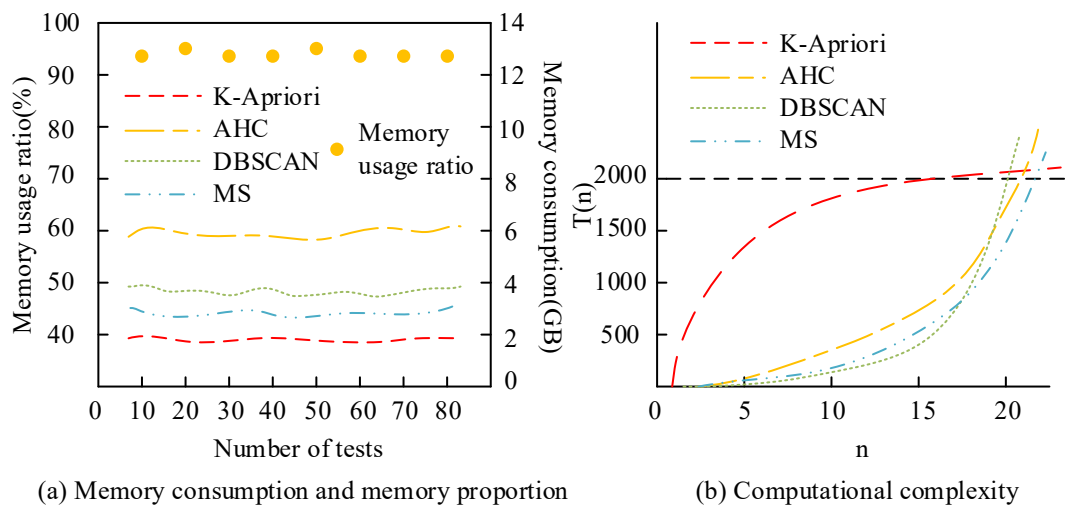 100
90
80
70
60
50
40
Memory usage ratio(%)
0
10
20
30
40
50
60
70
80
Number of tests
14
12
10
8
6
4
2
0
Memory consumption(GB)
K-Apriori
AHC
DBSCAN
MS
Memory
usage ratio
(a) Memory consumption and memory proportion
K-Apriori
AHC
DBSCAN
MS
T(n)
2000
1500
1000
500
0
5
10
15
20
n
(b) Computational complexity